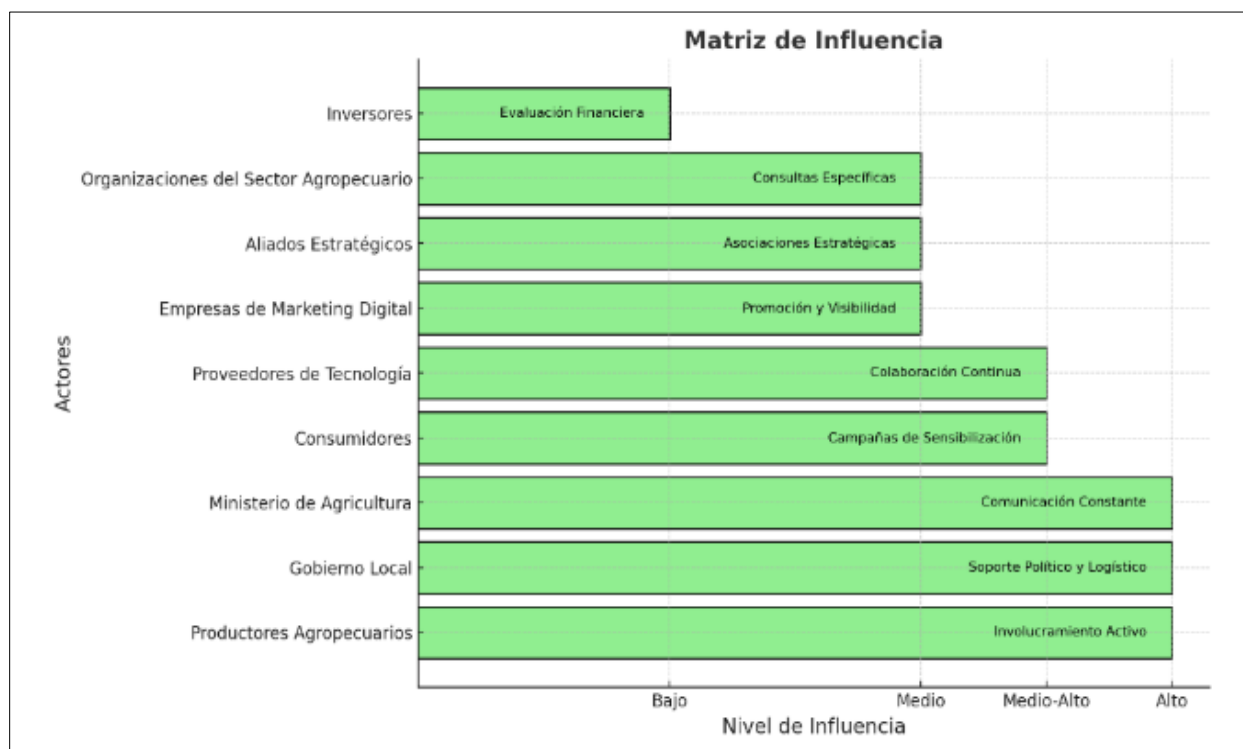 Matriz de Influencia
Inversores
Evaluación Financiera
Organizaciones del Sector Agropecuario
Consultas Específicas
Aliados Estratégicos
Asociaciones Estratégicas
Empresas de Marketing Digital
Promoción y Visibilidad
Actores
Proveedores de Tecnología
Colaboración Continua
Consumidores
Campañas de Sensibilización
Ministerio de Agricultura
Comunicación Constante
Gobierno Local
Soporte Político y Logístico
Productores Agropecuarios
Involucramiento Activo
Bajo
Medio
Medio-Alto
Alto
Nivel de Influencia